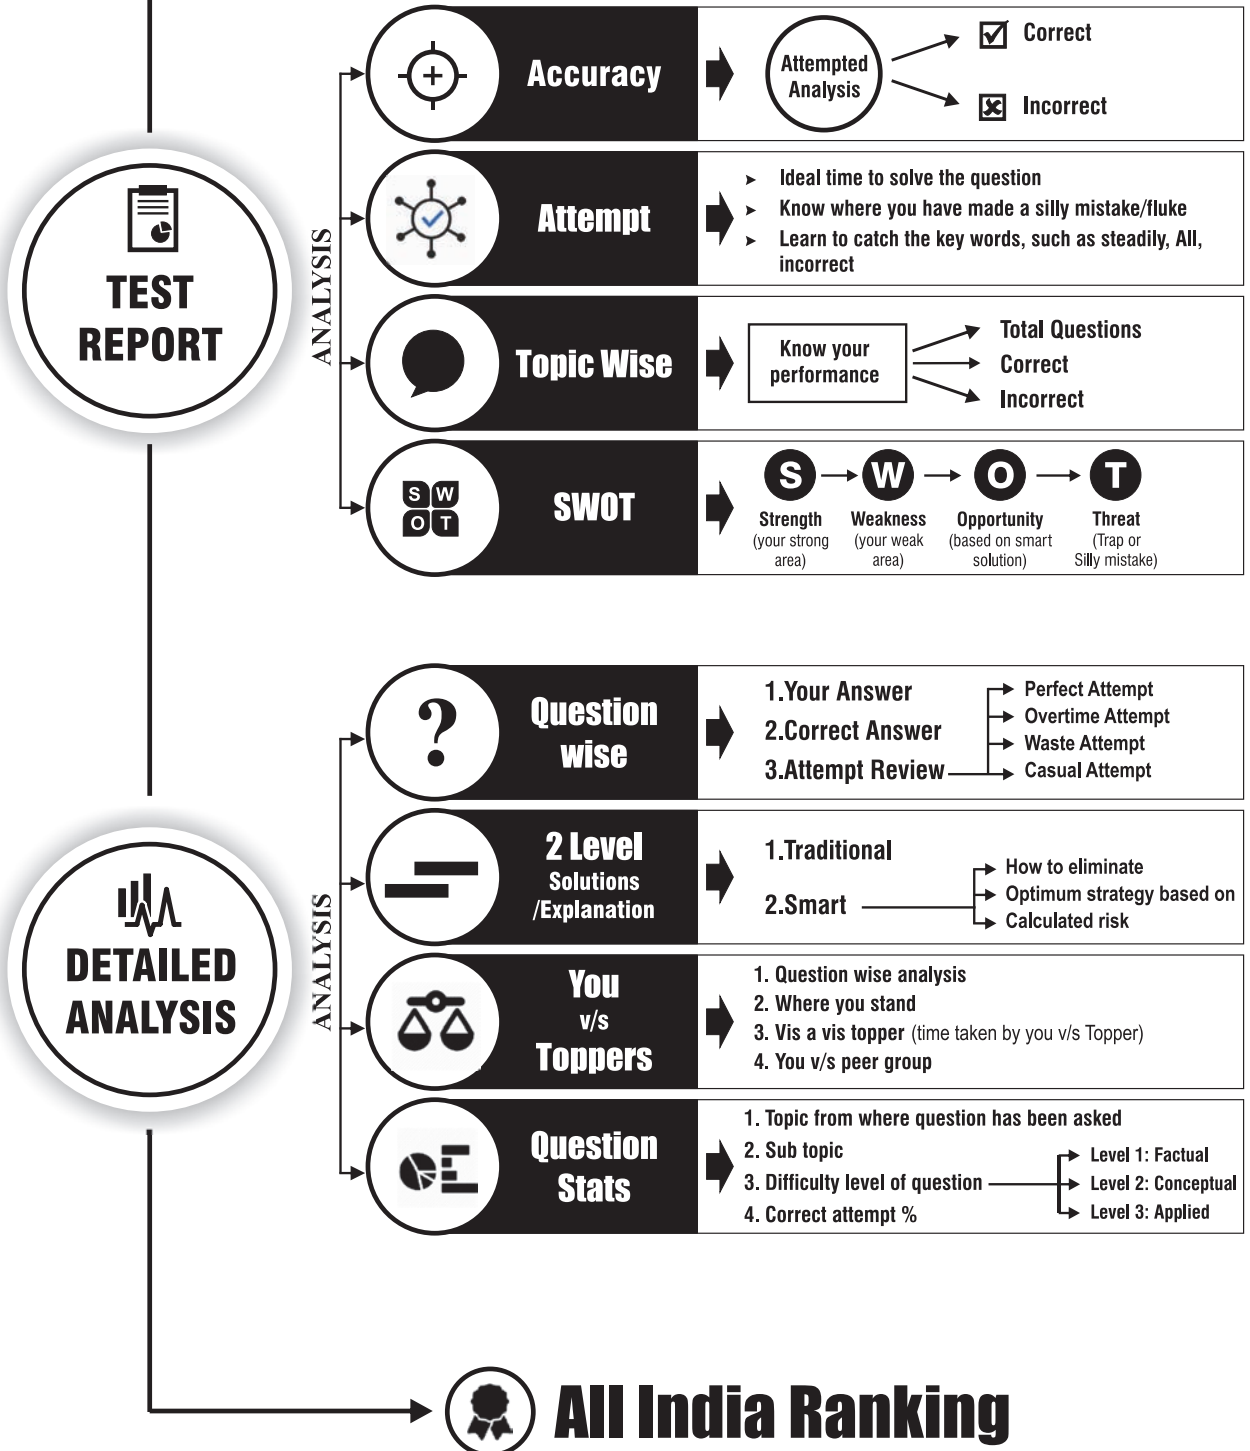 TEST
REPORT
ANALYSIS
Accuracy
Attempted
Analysis
Correct
Incorrect
Attempt
➤ Ideal time to solve the question
➤ Know where you have made a silly mistake/fluke
➤ Learn to catch the key words, such as steadily, All,
incorrect
Topic Wise
Know your
performance
Total Questions
Correct
Incorrect
S W
O T
SWOT
S W O T
Strength Weakness Opportunity Threat
(your strong (your weak (based on smart (Trap or
area) area) solution) Silly mistake)
DETAILED
ANALYSIS
ANALYSIS
?
Question
wise
1.Your Answer
2.Correct Answer
3.Attempt Review
Perfect Attempt
Overtime Attempt
Waste Attempt
Casual Attempt
2 Level
Solutions
/Explanation
1.Traditional
2.Smart
How to eliminate
Optimum strategy based on
Calculated risk
You
v/s
Toppers
1. Question wise analysis
2. Where you stand
3. Vis a vis topper (time taken by you v/s Topper)
4. You v/s peer group
Question
Stats
1. Topic from where question has been asked
2. Sub topic
3. Difficulty level of question
4. Correct attempt %
Level 1: Factual
Level 2: Conceptual
Level 3: Applied
All India Ranking